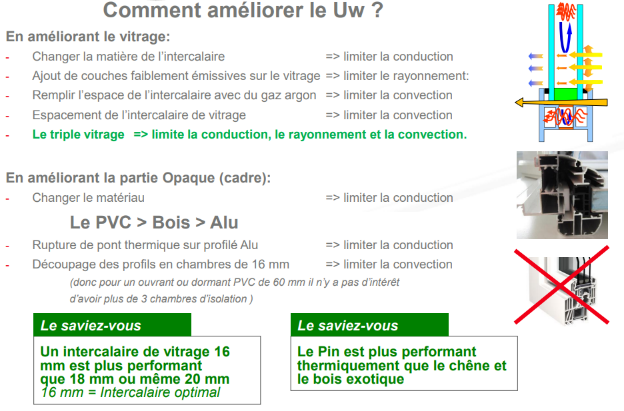 Comment améliorer le Uw ?
En améliorant le vitrage:
- Changer la matière de l'intercalaire => limiter la conduction
- Ajout de couches faiblement émissives sur le vitrage => limiter le rayonnement:
- Remplir l'espace de l'intercalaire avec du gaz argon => limiter la convection
- Espacement de l'intercalaire de vitrage => limiter la convection
- Le triple vitrage => limite la conduction, le rayonnement et la convection.
En améliorant la partie Opaque (cadre):
- Changer le matériau => limiter la conduction
Le PVC > Bois > Alu
- Rupture de pont thermique sur profilé Alu => limiter la conduction
- Découpage des profils en chambres de 16 mm => limiter la convection
(donc pour un ouvrant ou dormant PVC de 60 mm il n'y a pas d'intérêt
d'avoir plus de 3 chambres d'isolation )
Le saviez-vous
Un intercalaire de vitrage 16
mm est plus performant
que 18 mm ou même 20 mm
16 mm = Intercalaire optimal
Le saviez-vous
Le Pin est plus performant
thermiquement que le chêne et
le bois exotique